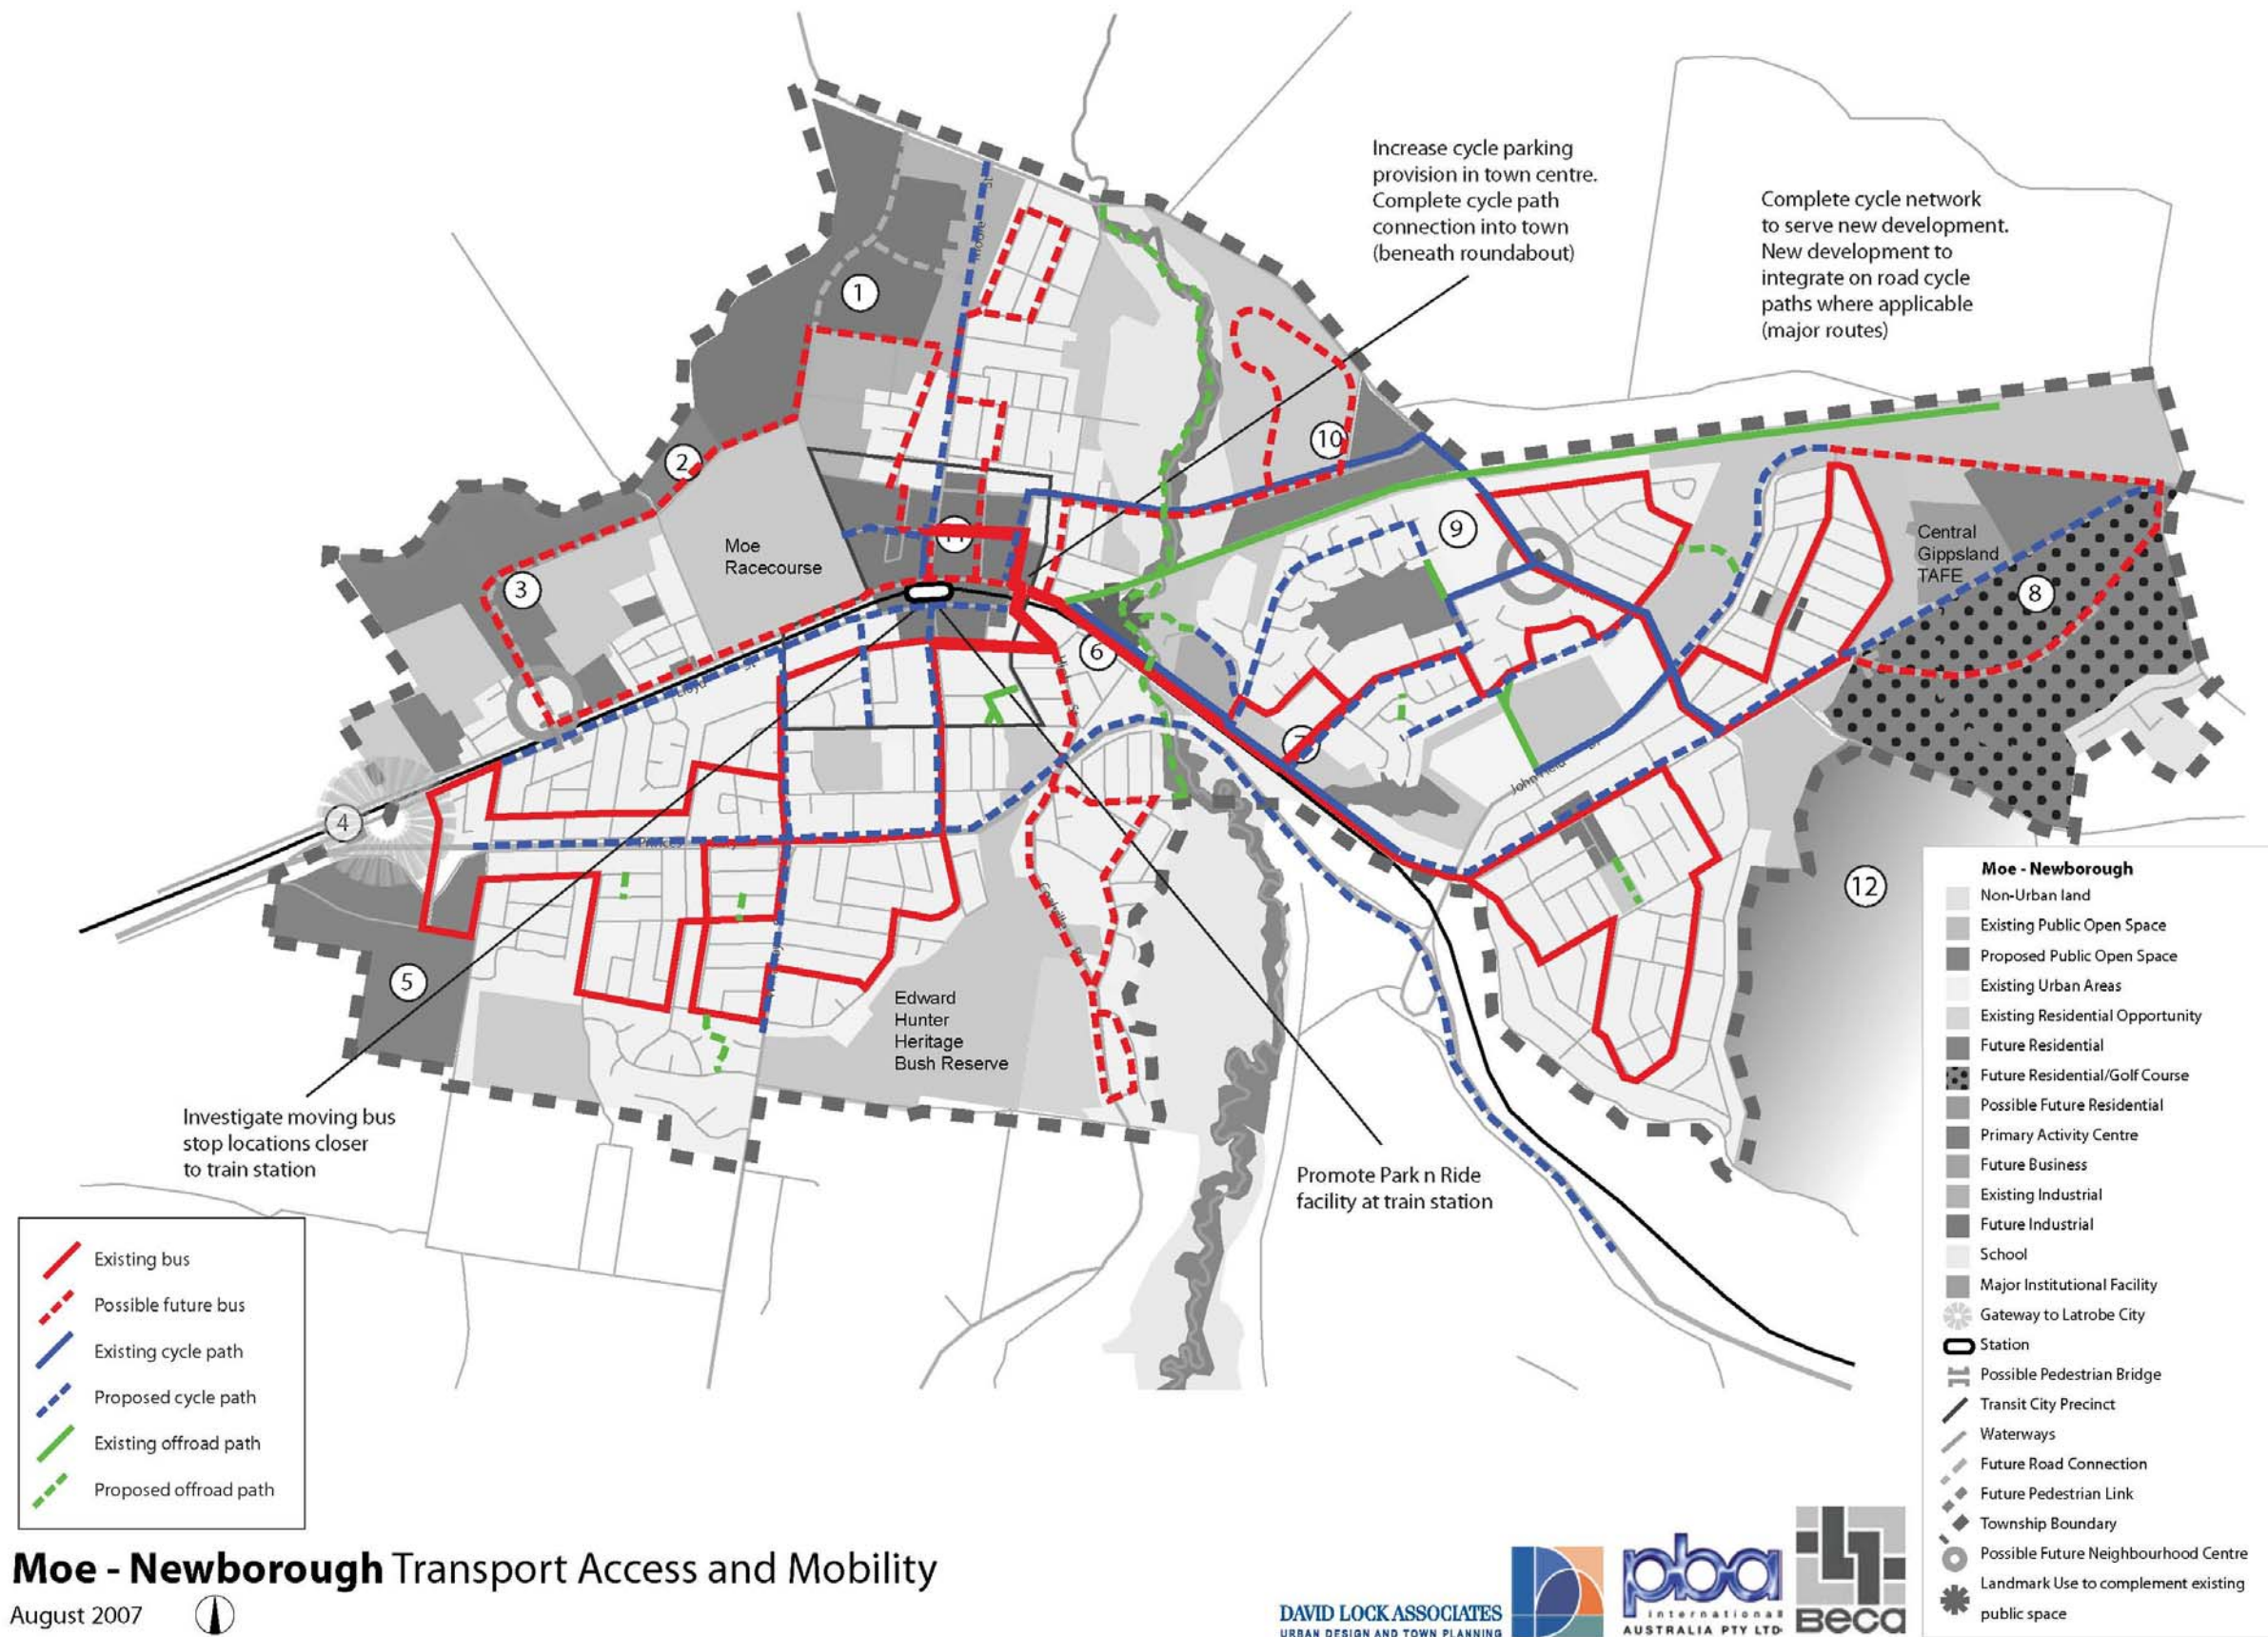 Increase cycle parking
provision in town centre.
Complete cycle path
connection into town
(beneath roundabout)
Complete cycle network
to serve new development.
New development to
integrate on road cycle
paths where applicable
(major routes)
1
2
3
4
5
6
7
8
9
10
11
12
Moe
Racecourse
Central
Gippsland
TAFE
Edward
Hunter
Heritage
Bush Reserve
Moore St
Lloyd St
Investigate moving bus
stop locations closer
to train station
Promote Park n Ride
facility at train station
Existing bus
Possible future bus
Existing cycle path
Proposed cycle path
Existing offroad path
Proposed offroad path
Moe - Newborough
Non-Urban land
Existing Public Open Space
Proposed Public Open Space
Existing Urban Areas
Existing Residential Opportunity
Future Residential
Future Residential/Golf Course
Possible Future Residential
Primary Activity Centre
Future Business
Existing Industrial
Future Industrial
School
Major Institutional Facility
Gateway to Latrobe City
Station
Possible Pedestrian Bridge
Transit City Precinct
Waterways
Future Road Connection
Future Pedestrian Link
Township Boundary
Possible Future Neighbourhood Centre
Landmark Use to complement existing
public space
Moe - Newborough Transport Access and Mobility
August 2007
DAVID LOCK ASSOCIATES
URBAN DESIGN AND TOWN PLANNING
pba
international
AUSTRALIA PTY LTD
Beca